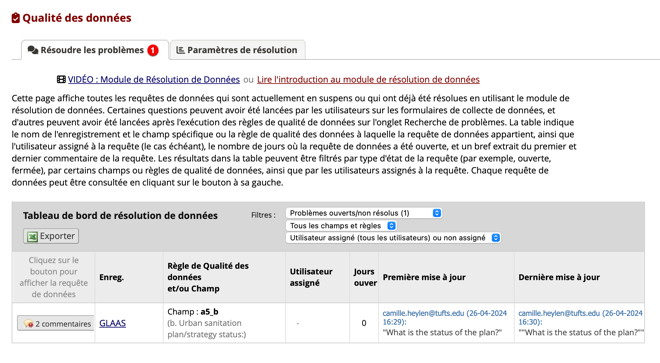 Qualité des données
Résoudre les problèmes 1 Paramètres de résolution
VIDÉO : Module de Résolution de Données ou Lire l'introduction au module de résolution de données
Cette page affiche toutes les requêtes de données qui sont actuellement en suspens ou qui ont déjà été résolues en utilisant le module de
résolution de données. Certaines questions peuvent avoir été lancées par les utilisateurs sur les formulaires de collecte de données, et
d'autres peuvent avoir été lancées après l'exécution des règles de qualité des données sur l'onglet Recherche de problèmes. La table indique
le nom de l'enregistrement et le champ spécifique ou la règle de qualité des données à laquelle la requête de données appartient, ainsi que
l'utilisateur assigné à la requête (le cas échéant), le nombre de jours où la requête de données a été ouverte, et un bref extrait du premier et
dernier commentaire de la requête. Les résultats dans la table peuvent être filtrés par type d'état de la requête (par exemple, ouverte,
fermée), par certains champs ou règles de qualité de données, ainsi que par les utilisateurs assignés à la requête. Chaque requête de
données peut être consultée en cliquant sur le bouton à sa gauche.
Tableau de bord de résolution de données
Exporter
Filtres :
Problèmes ouverts/non résolus (1)
Tous les champs et règles
Utilisateur assigné (tous les utilisateurs) ou non assigné
Cliquez sur le
bouton pour
afficher la requête
de données
Enreg.
Règle de Qualité des
données
et/ou Champ
Utilisateur
assigné
Jours
ouver
Première mise à jour
Dernière mise à jour
2 commentaires
GLAAS
Champ : a5_b
(b. Urban sanitation
plan/strategy status:)
-
0
camille.heylen@tufts.edu (26-04-2024
16:29):
"What is the status of the plan?"
camille.heylen@tufts.edu (26-04-2024
16:30):
""What is the status of the plan?""